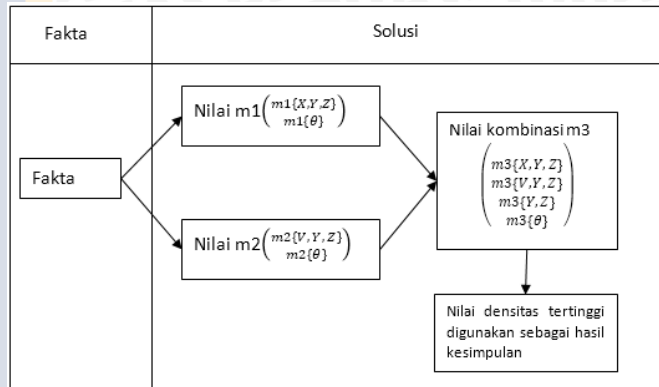 Fakta
Solusi
Fakta
Nilai m1(m1{X,Y,Z}
m1{θ})
Nilai m2(m2{V,Y,Z}
m2{θ})
Nilai kombinasi m3
(m3{X,Y,Z}
m3{V,Y,Z}
m3{Y,Z}
m3{θ})
Nilai densitas tertinggi
digunakan sebagai hasil
kesimpulan